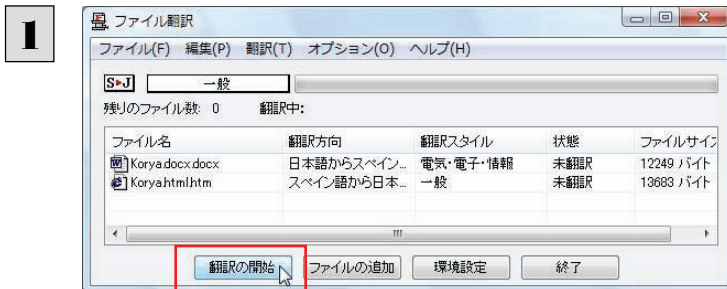 1
ファイル翻訳
ファイル(F) 編集(P) 翻訳(T) オプション(O) ヘルプ(H)
S▶J 一般
残りのファイル数: 0 翻訳中:
ファイル名 翻訳方向 翻訳スタイル 状態 ファイルサイズ
Korya.docx.docx 日本語からスペイン... 電気・電子・情報 未翻訳 12249 バイト
Korya.html.htm スペイン語から日本... 一般 未翻訳 13683 バイト
翻訳の開始 ファイルの追加 環境設定 終了